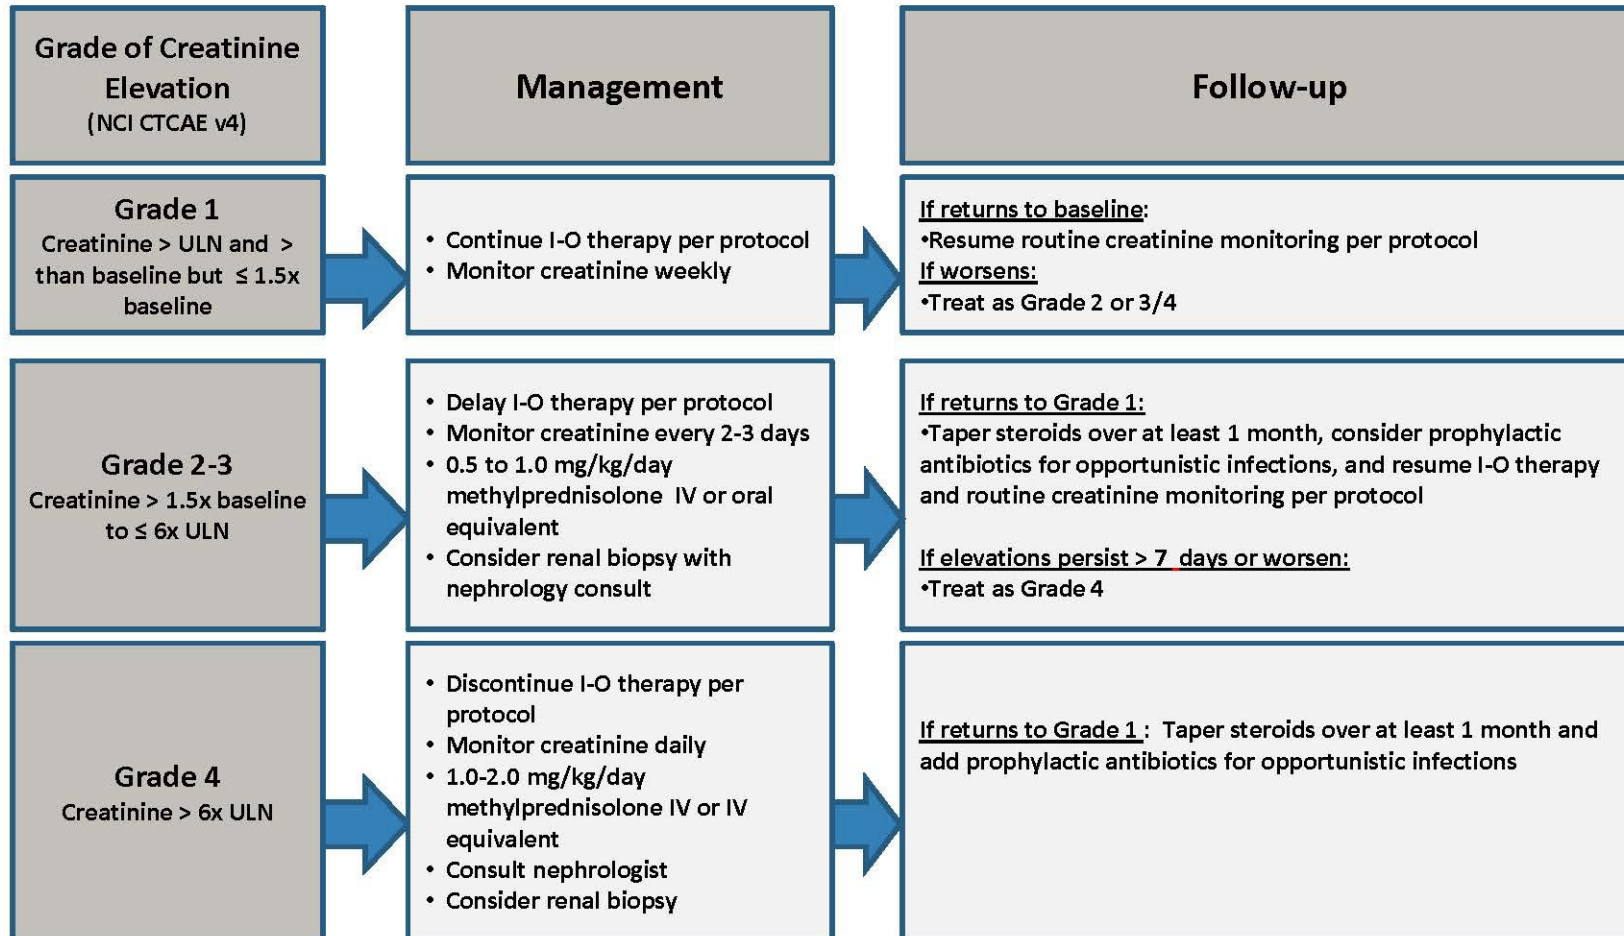 Grade of Creatinine
Elevation
(NCI CTCAE v4)
Management
Follow-up
Grade 1
Creatinine > ULN and >
than baseline but ≤ 1.5x
baseline
• Continue I-O therapy per protocol
• Monitor creatinine weekly
If returns to baseline:
•Resume routine creatinine monitoring per protocol
If worsens:
•Treat as Grade 2 or 3/4
Grade 2-3
Creatinine > 1.5x baseline
to ≤ 6x ULN
• Delay I-O therapy per protocol
• Monitor creatinine every 2-3 days
• 0.5 to 1.0 mg/kg/day
methylprednisolone IV or oral
equivalent
• Consider renal biopsy with
nephrology consult
If returns to Grade 1:
•Taper steroids over at least 1 month, consider prophylactic
antibiotics for opportunistic infections, and resume I-O therapy
and routine creatinine monitoring per protocol
If elevations persist > 7 days or worsen:
•Treat as Grade 4
Grade 4
Creatinine > 6x ULN
• Discontinue I-O therapy per
protocol
• Monitor creatinine daily
• 1.0-2.0 mg/kg/day
methylprednisolone IV or IV
equivalent
• Consult nephrologist
• Consider renal biopsy
If returns to Grade 1 : Taper steroids over at least 1 month and
add prophylactic antibiotics for opportunistic infections